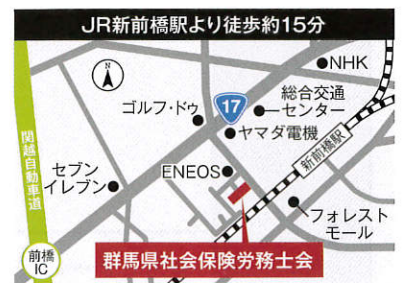 JR新前橋駅より徒歩約15分
N
NHK
総合交通
センター
ゴルフ・ドゥ
17
ヤマダ電機
関越自動車道
新前橋駅
セブン
イレブン
ENEOS
フォレスト
モール
前橋
IC
群馬県社会保険労務士会